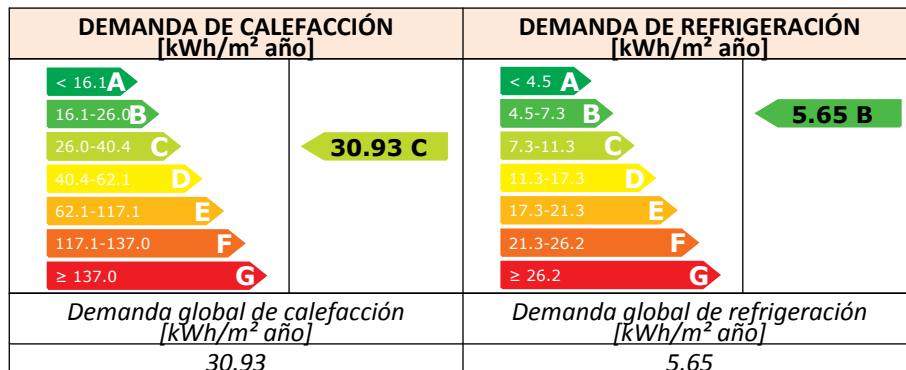 DEMANDA DE CALEFACCIÓN
[kWh/m² año]
< 16.1 A
16.1-26.0 B
26.0-40.4 C
40.4-62.1 D
62.1-117.1 E
117.1-137.0 F
≥ 137.0 G
30.93 C
Demanda global de calefacción
[kWh/m² año]
30.93
DEMANDA DE REFRIGERACIÓN
[kWh/m² año]
< 4.5 A
4.5-7.3 B
7.3-11.3 C
11.3-17.3 D
17.3-21.3 E
21.3-26.2 F
≥ 26.2 G
5.65 B
Demanda global de refrigeración
[kWh/m² año]
5.65